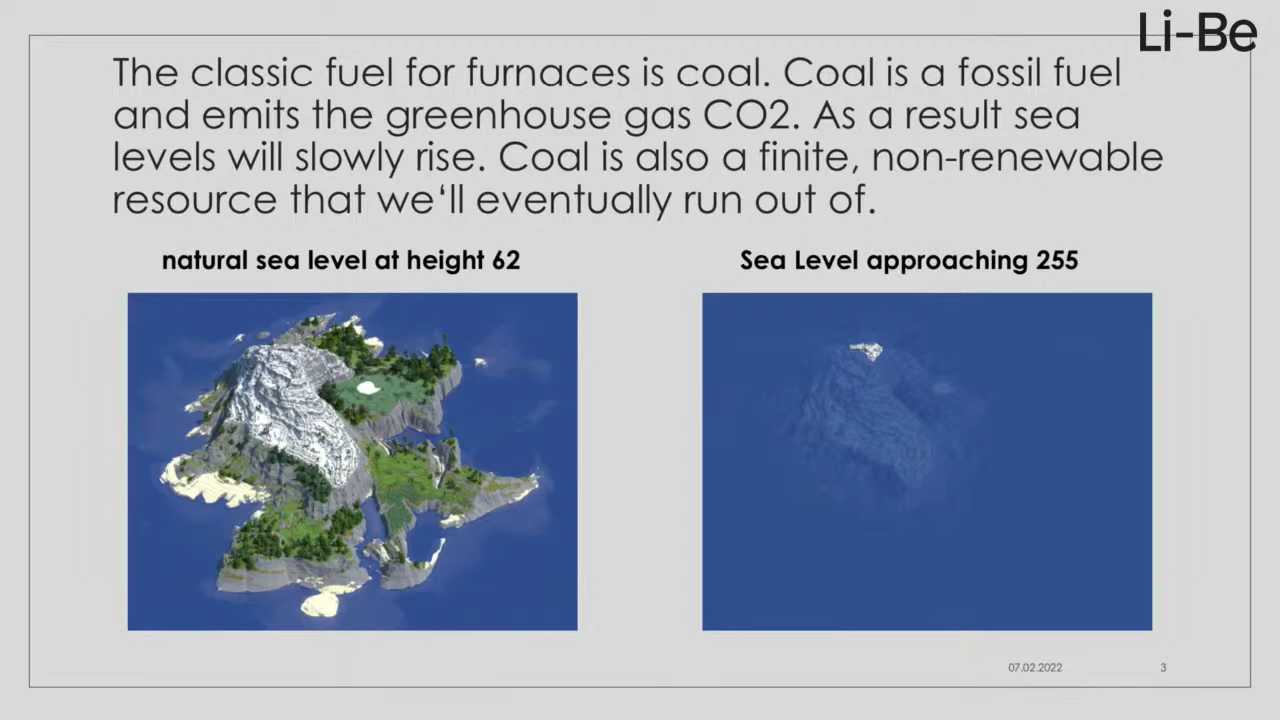 Li-Be
The classic fuel for furnaces is coal. Coal is a fossil fuel
and emits the greenhouse gas CO2. As a result sea
levels will slowly rise. Coal is also a finite, non-renewable
resource that we‘ll eventually run out of.
natural sea level at height 62
Sea Level approaching 255
07.02.2022
3